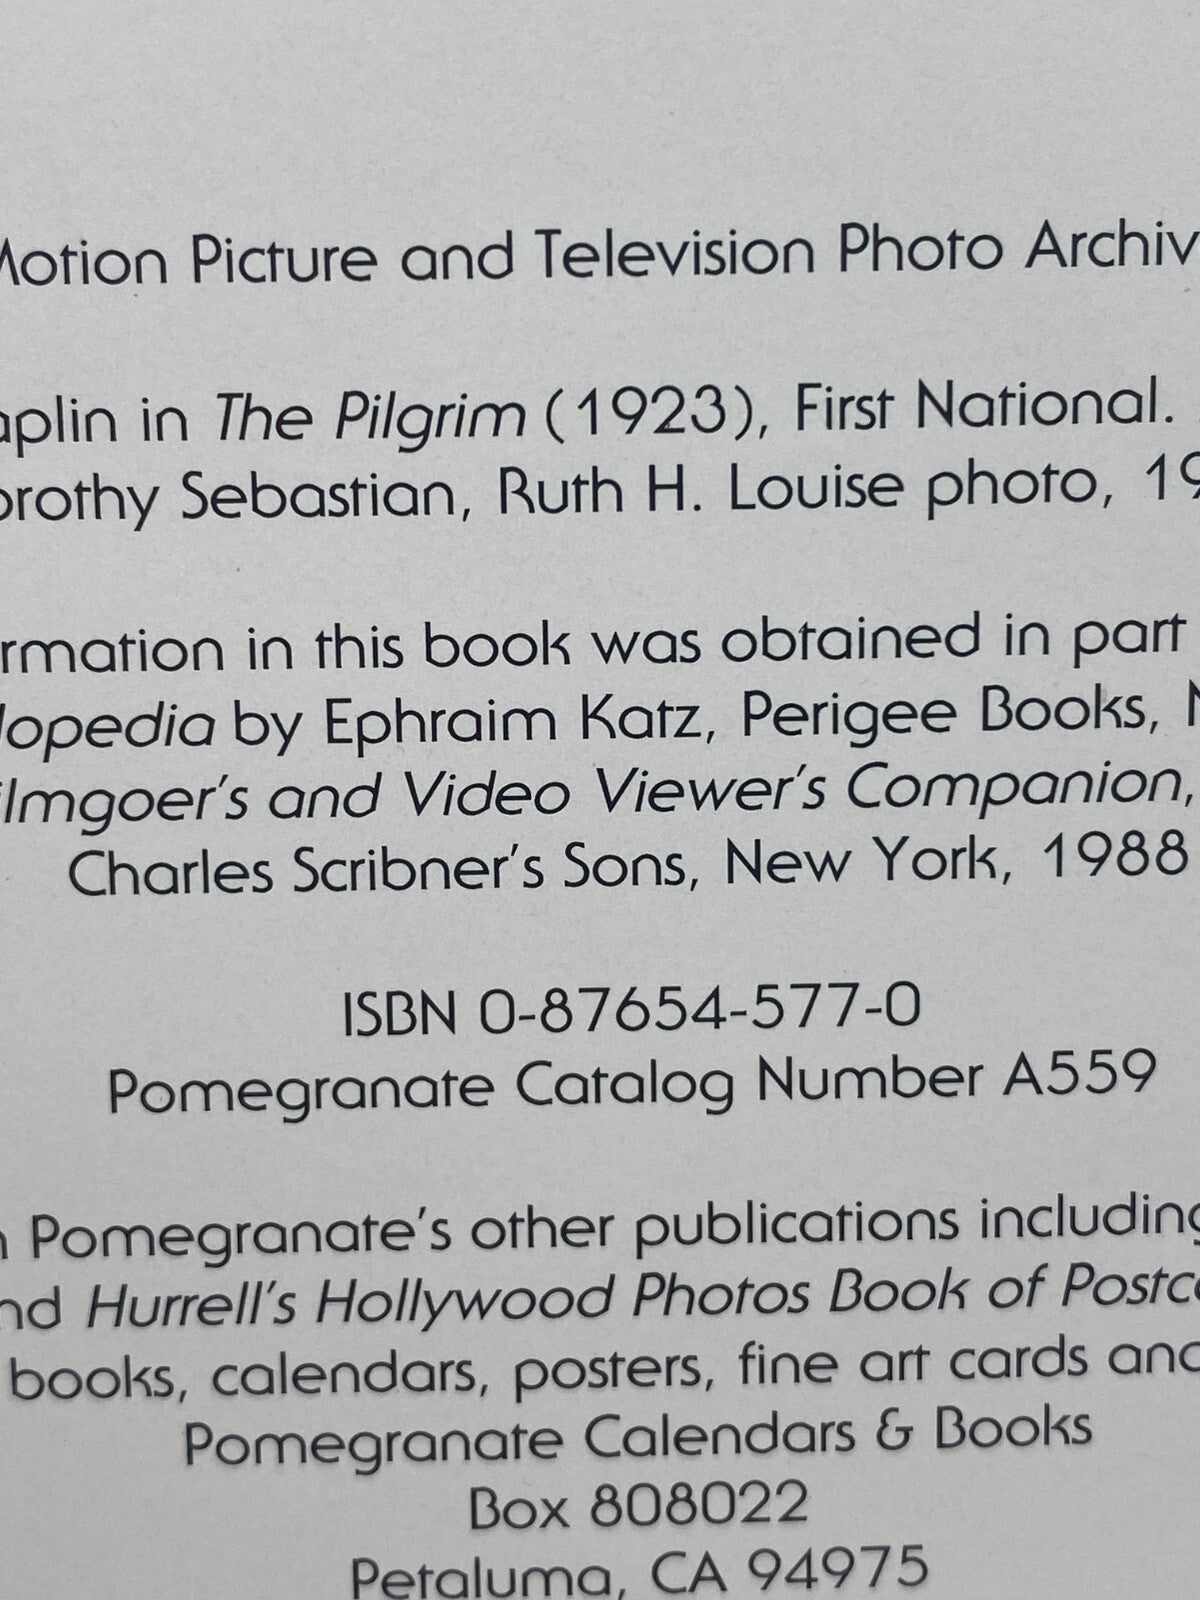 Motion Picture and Television Photo Archiv
aplin in The Pilgrim (1923), First National.
orothy Sebastian, Ruth H. Louise photo, 19
rmation in this book was obtained in part
lopedia by Ephraim Katz, Perigee Books, N
ilmgoer's and Video Viewer's Companion,
Charles Scribner's Sons, New York, 1988
ISBN 0-87654-577-0
Pomegranate Catalog Number A559
n Pomegranate's other publications including
nd Hurrell's Hollywood Photos Book of Postc
books, calendars, posters, fine art cards and
Pomegranate Calendars & Books
Box 808022
Petaluma, CA 94975